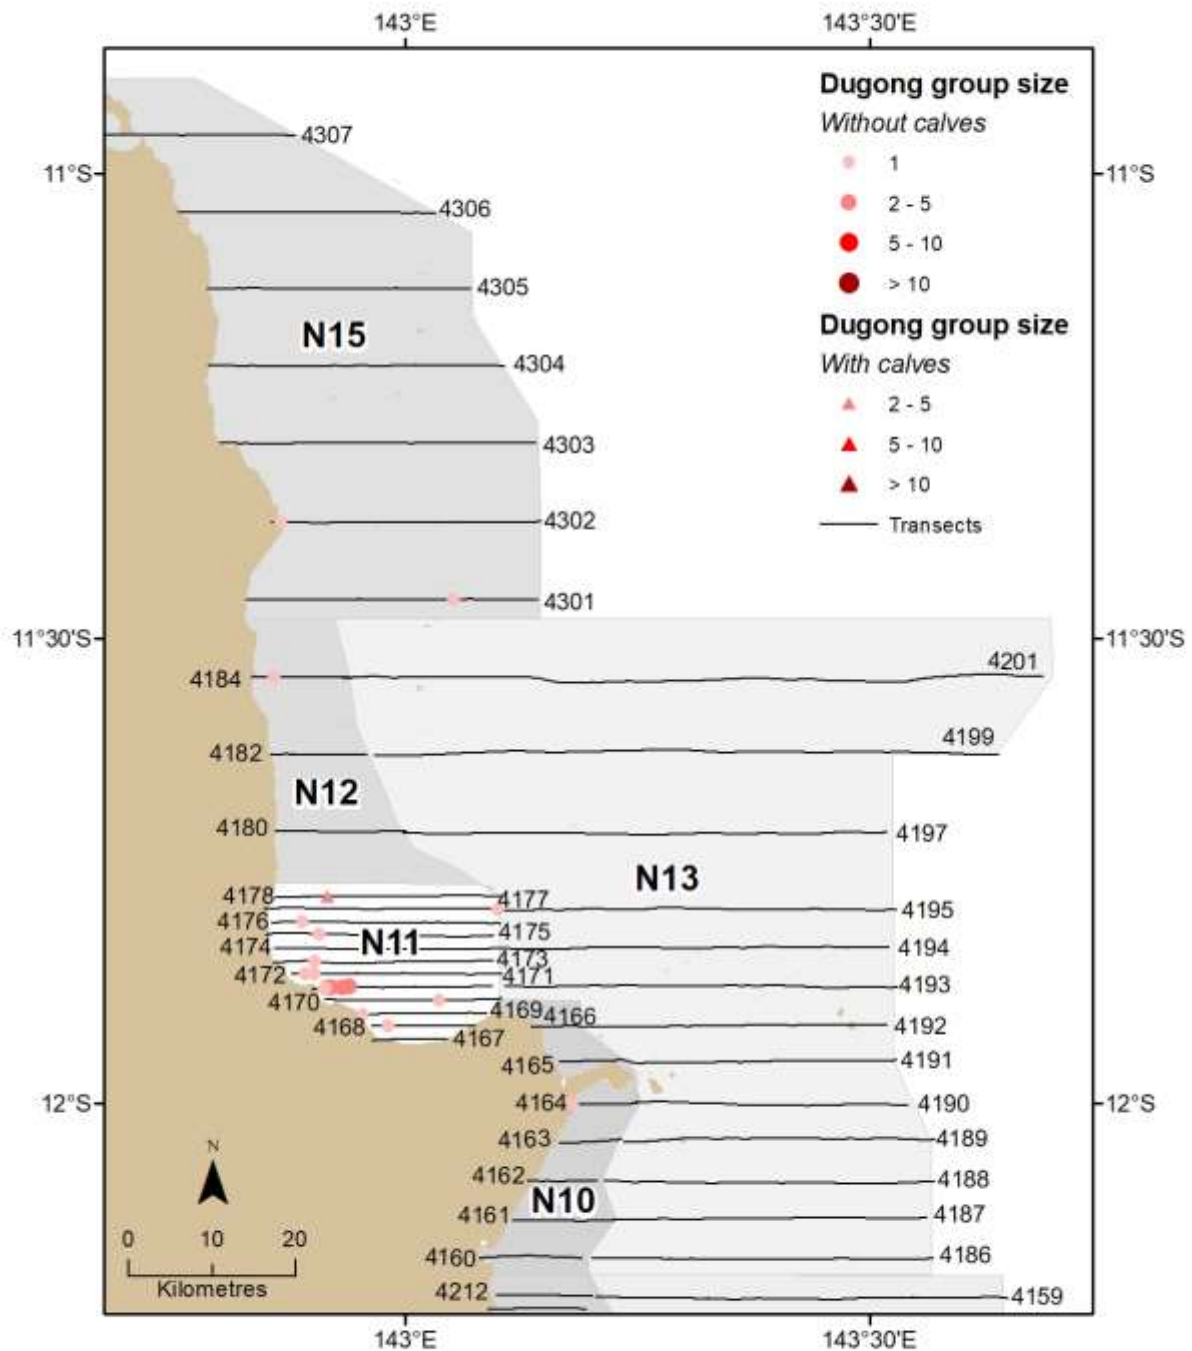 143°E 143°30'E
Dugong group size
Without calves
1
2 - 5
5 - 10
> 10
Dugong group size
With calves
2 - 5
5 - 10
> 10
Transects
4307
11°S 11°S
4306
4305
N15
4304
4303
4302
4301
11°30'S 11°30'S
4184 4201
4182 4199
N12
4180 4197
N13
4178 4177
4195
4176 4175
N11
4174 4194
4173
4172 4171
4193
4170 4169 4166
4168 4167 4192
4165 4191
12°S 4164 4190 12°S
4163 4189
N
4162 4188
N10
4161 4187
0 10 20
4160 4186
Kilometres
4212 4159
143°E 143°30'E